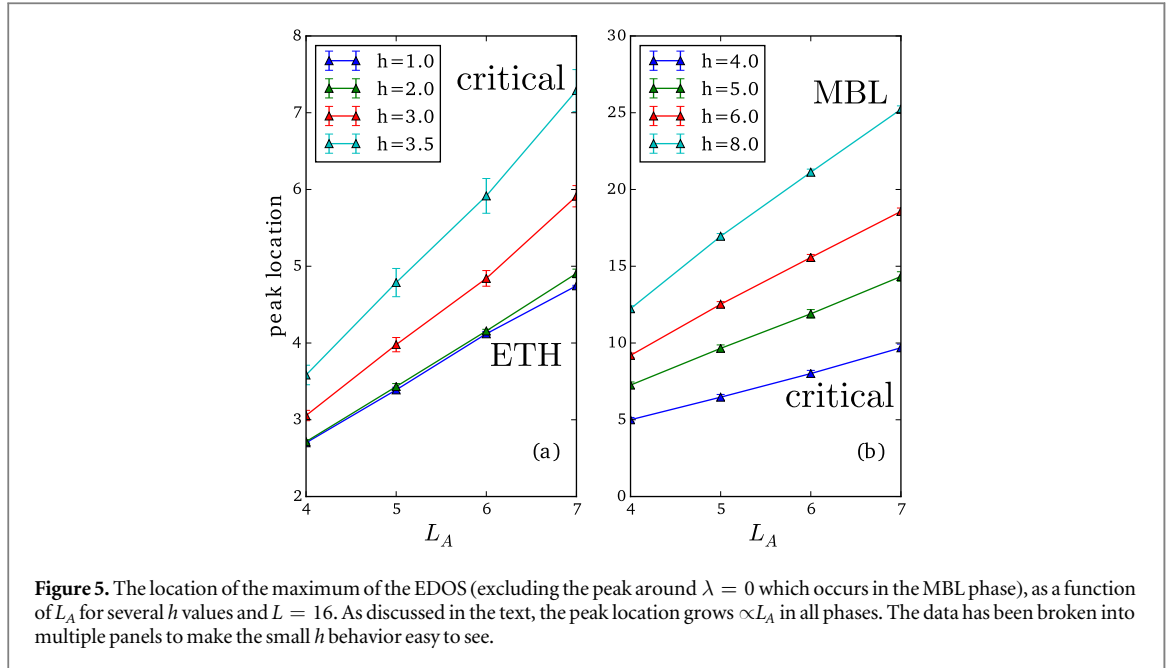 8
7
6
5
4
3
2
peak location
h=1.0
h=2.0
h=3.0
h=3.5
critical
ETH
(a)
4 5 6 7
L_A
30
25
20
15
10
5
0
h=4.0
h=5.0
h=6.0
h=8.0
MBL
critical
(b)
4 5 6 7
L_A
Figure 5. The location of the maximum of the EDOS (excluding the peak around λ = 0 which occurs in the MBL phase), as a function
of L_A for several h values and L = 16. As discussed in the text, the peak location grows ∝L_A in all phases. The data has been broken into
multiple panels to make the small h behavior easy to see.